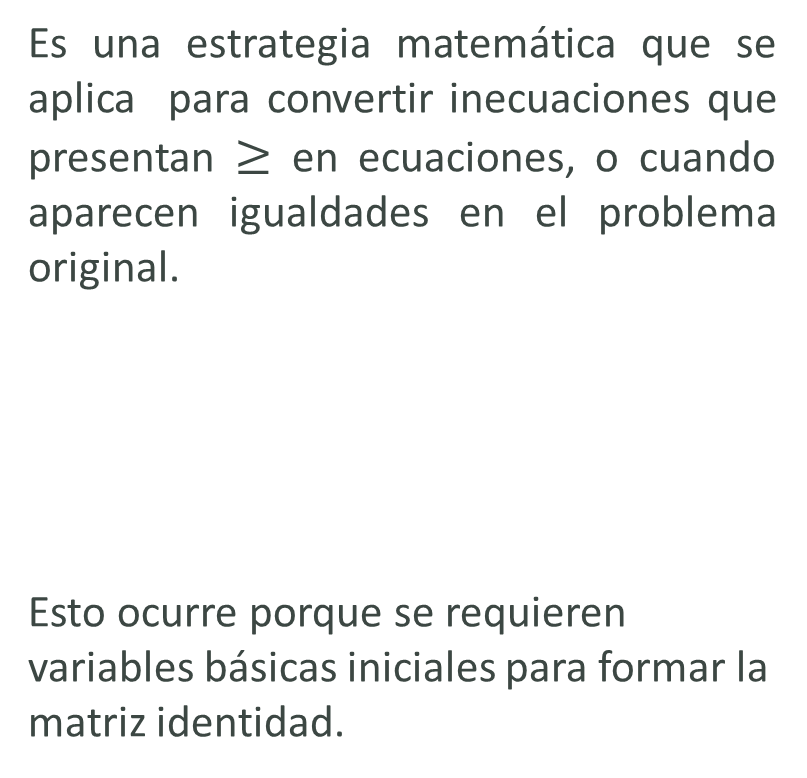 Es una estrategia matemática que se
aplica para convertir inecuaciones que
presentan ≥ en ecuaciones, o cuando
aparecen igualdades en el problema
original.
Esto ocurre porque se requieren
variables básicas iniciales para formar la
matriz identidad.